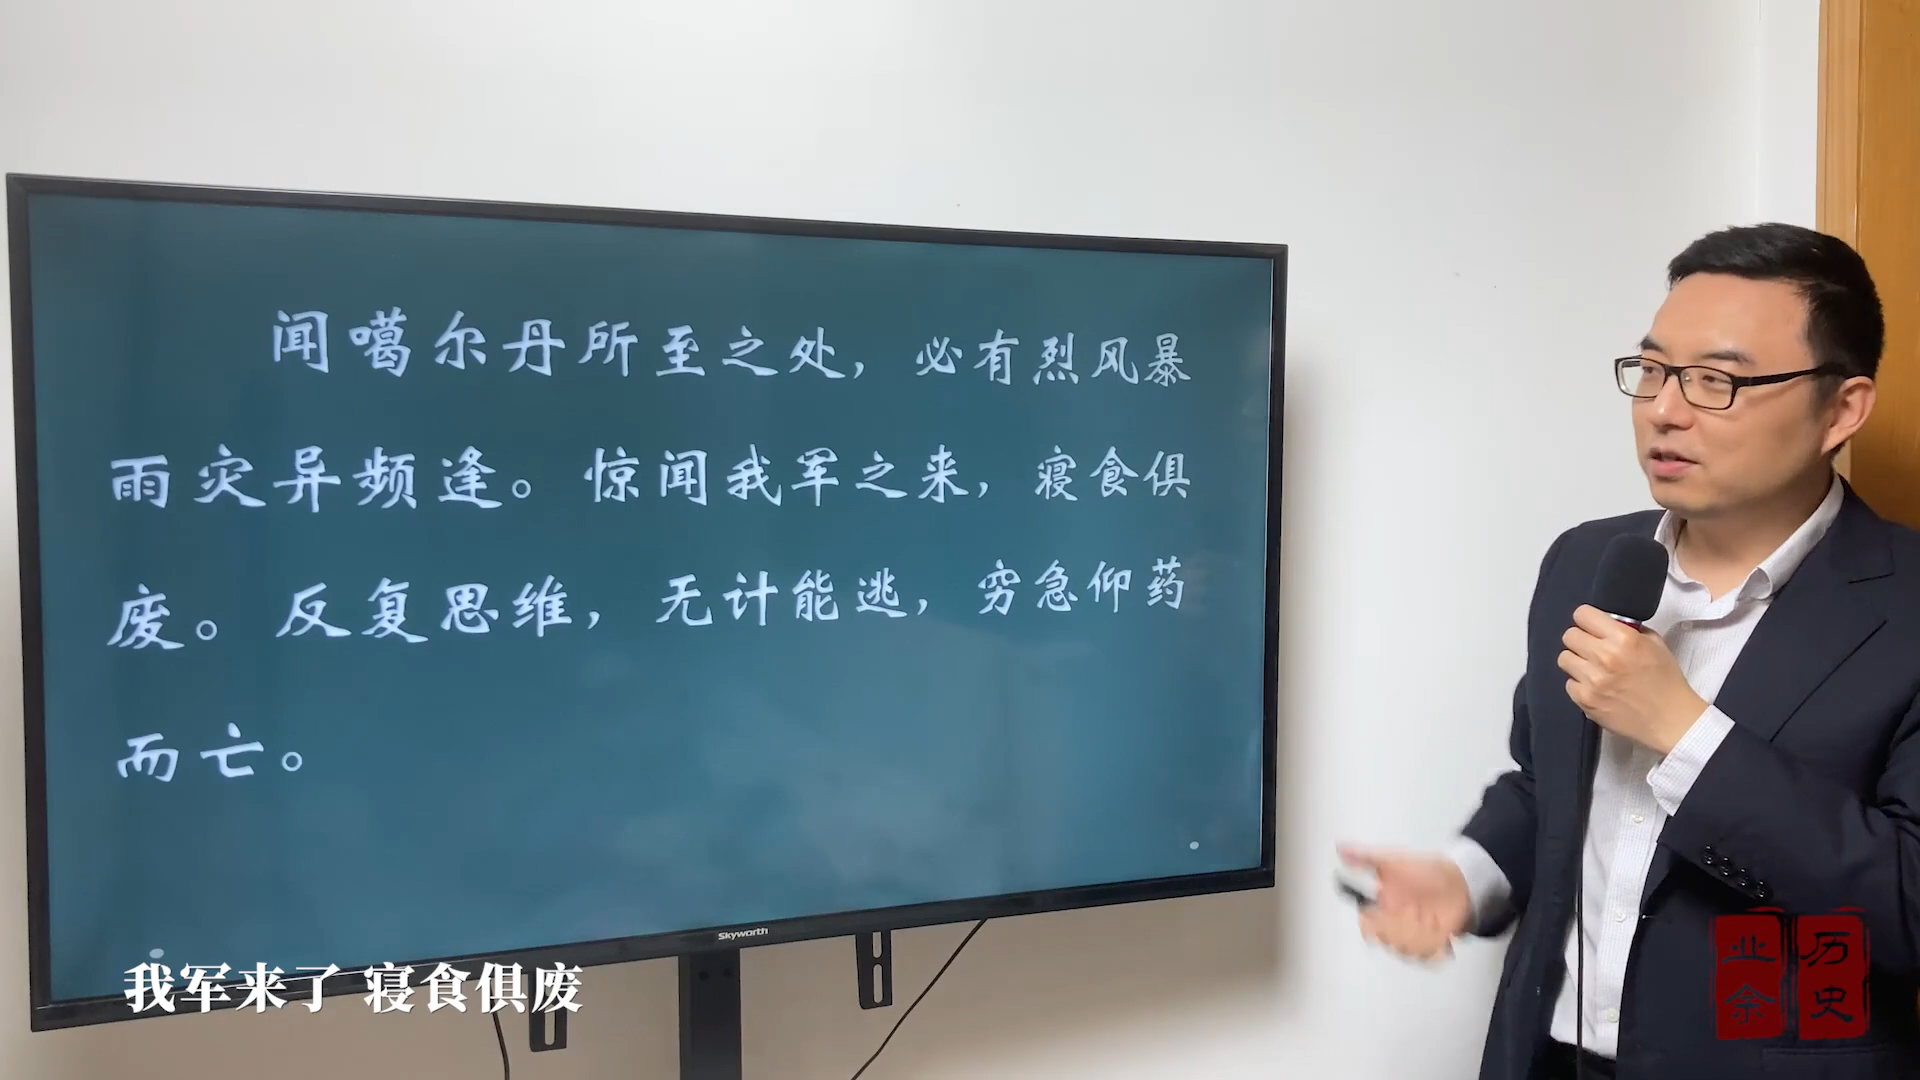 闻噶尔丹所至之处，必有烈风暴
雨灾异频逢。惊闻我军之来，寝食俱
废。反复思维，无计能逃，穷急仰药
而亡。
Skyworth
我军来了 寝食俱废
业余
历史